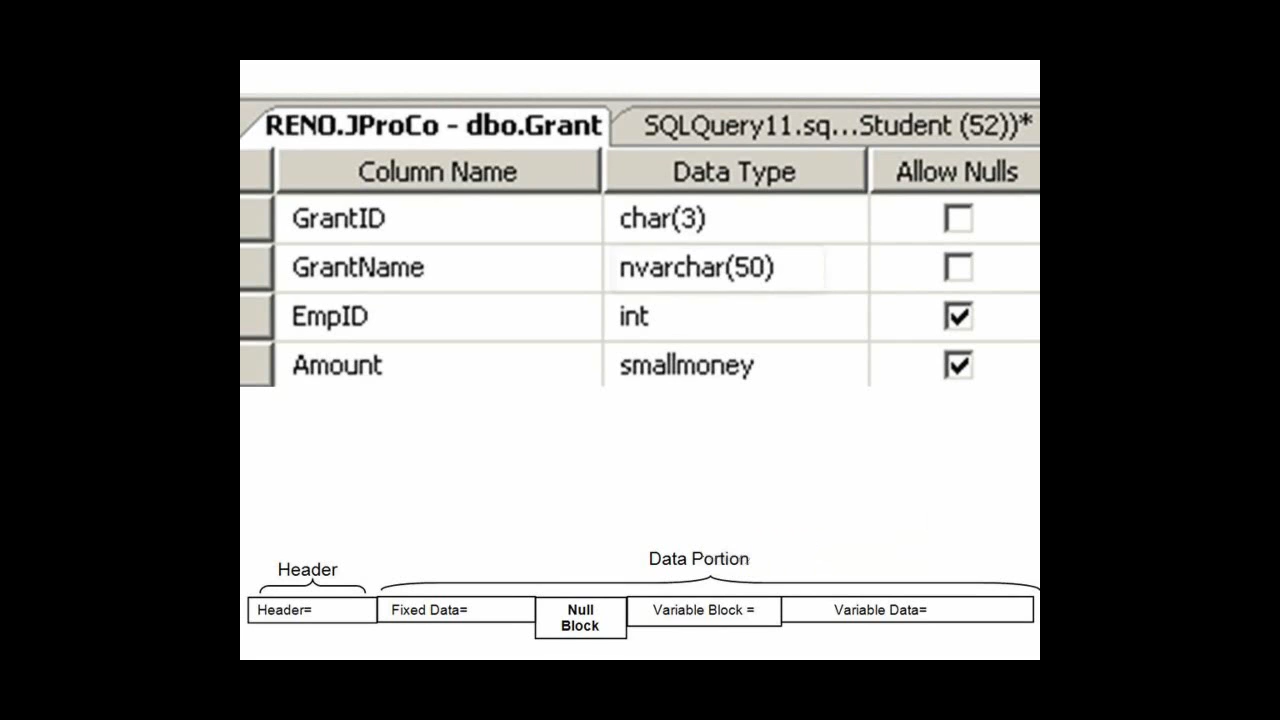 RENO.JProCo - dbo.Grant SQLQuery11.sq...Student (52))*
Column Name Data Type Allow Nulls
GrantID char(3)
GrantName nvarchar(50)
EmpID int
Amount smallmoney
Header Data Portion
Header= Fixed Data= Null Block Variable Block = Variable Data=